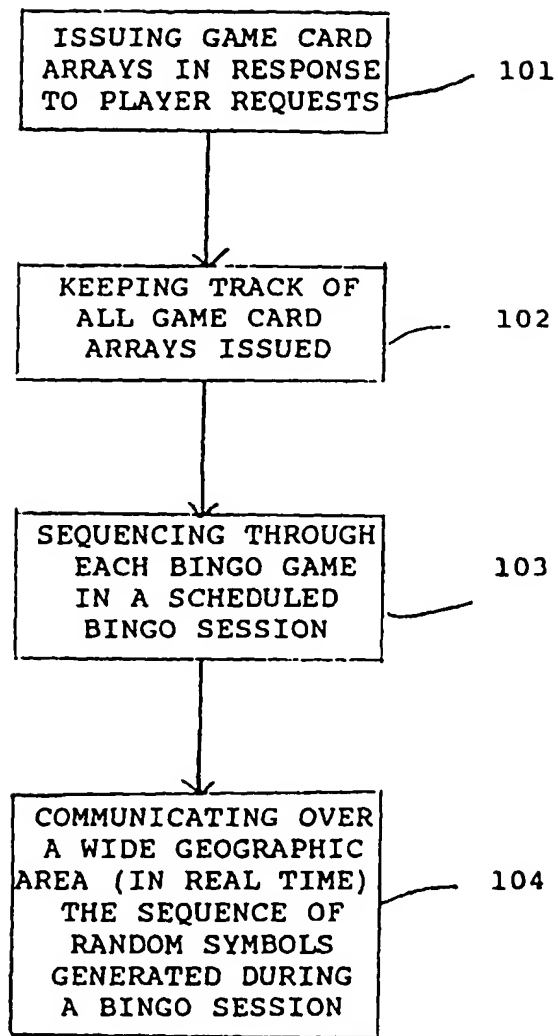 ISSUING GAME CARD
ARRAYS IN RESPONSE
TO PLAYER REQUESTS
101
KEEPING TRACK OF
ALL GAME CARD
ARRAYS ISSUED
102
SEQUENCING THROUGH
EACH BINGO GAME
IN A SCHEDULED
BINGO SESSION
103
COMMUNICATING OVER
A WIDE GEOGRAPHIC
AREA (IN REAL TIME)
THE SEQUENCE OF
RANDOM SYMBOLS
GENERATED DURING
A BINGO SESSION
104